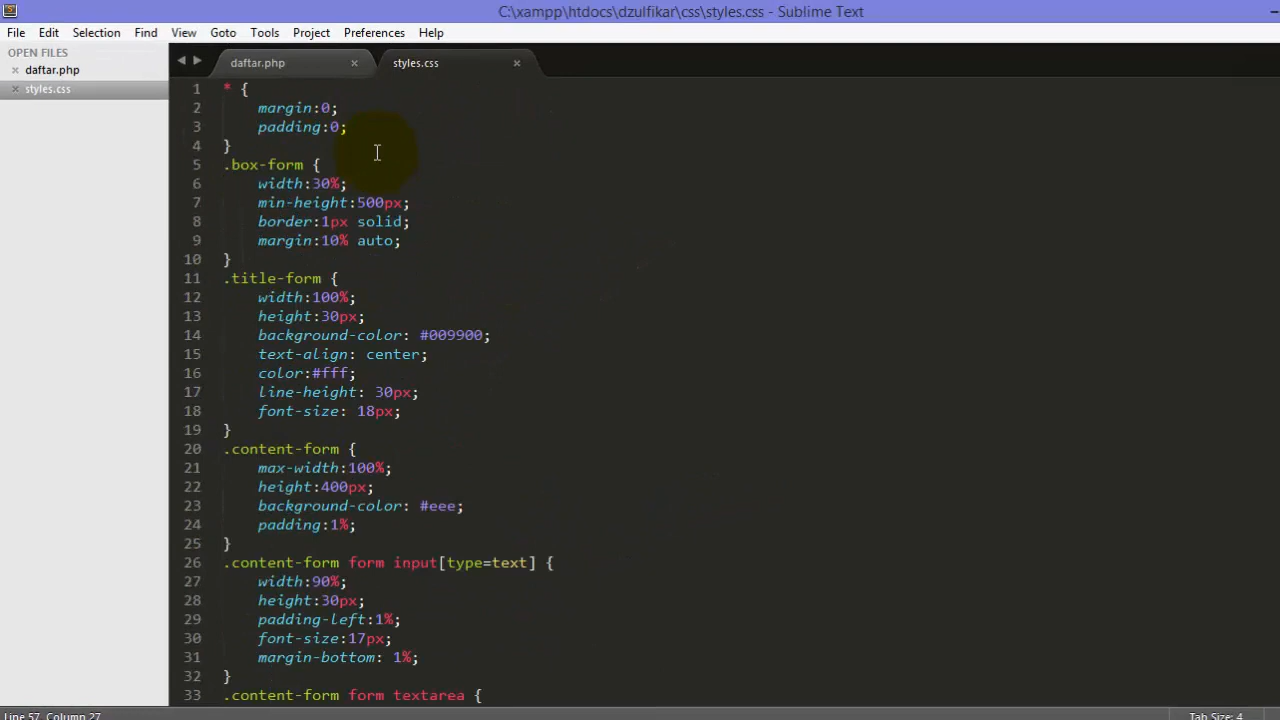 C:\xampp\htdocs\dzulfikar\css\styles.css - Sublime Text
File Edit Selection Find View Goto Tools Project Preferences Help
OPEN FILES
daftar.php
styles.css
daftar.php styles.css
1 * {
2 margin:0;
3 padding:0;
4 }
5 .box-form {
6 width:30%;
7 min-height:500px;
8 border:1px solid;
9 margin:10% auto;
10 }
11 .title-form {
12 width:100%;
13 height:30px;
14 background-color: #009900;
15 text-align: center;
16 color:#fff;
17 line-height: 30px;
18 font-size: 18px;
19 }
20 .content-form {
21 max-width:100%;
22 height:400px;
23 background-color: #eee;
24 padding:1%;
25 }
26 .content-form form input[type=text] {
27 width:90%;
28 height:30px;
29 padding-left:1%;
30 font-size:17px;
31 margin-bottom: 1%;
32 }
33 .content-form form textarea {
Line 57, Column 27 Tab Size: 4